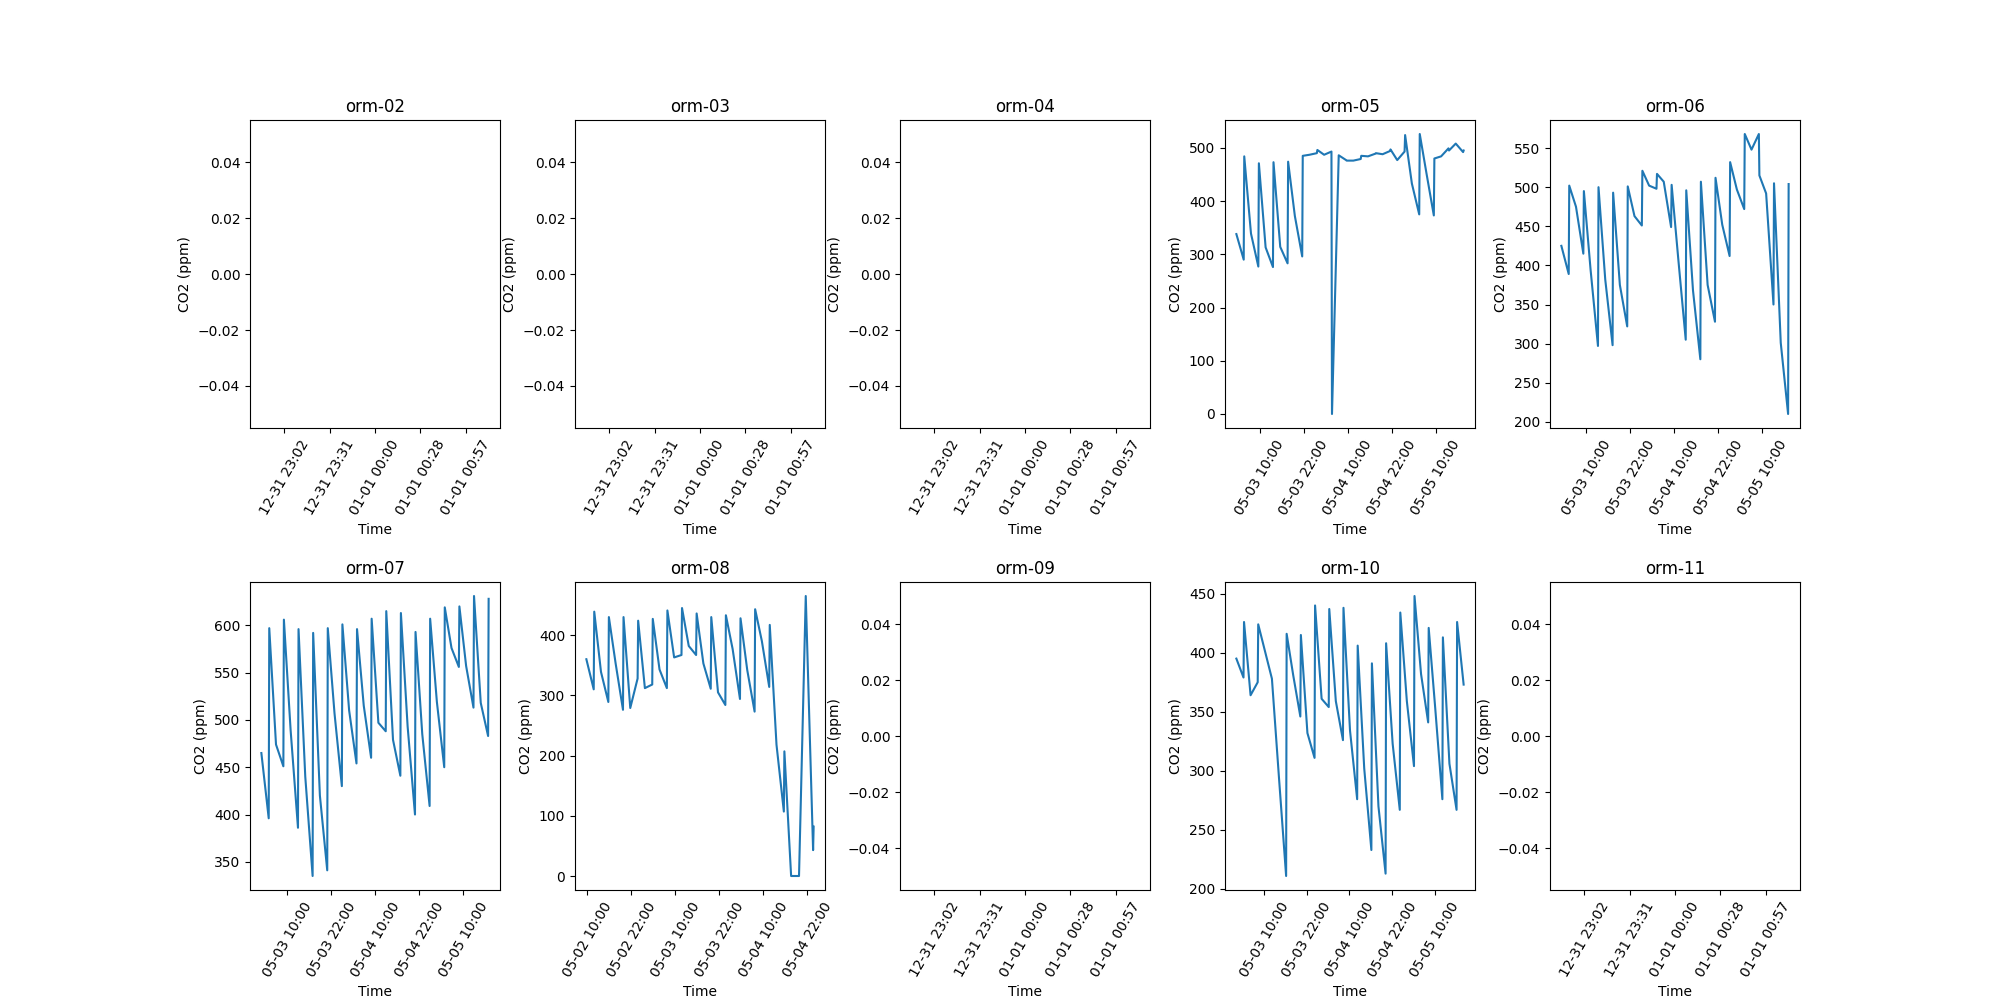 orm-02 orm-03 orm-04 orm-05 orm-06
CO2 (ppm) CO2 (ppm) CO2 (ppm) CO2 (ppm) CO2 (ppm)
0.04 0.04 0.04 500 550
0.02 0.02 0.02 400 500
0.00 0.00 0.00 300 450
−0.02 −0.02 −0.02 200 400
−0.04 −0.04 −0.04 100 350
0 300
250
200
12-31 23:02 12-31 23:31 01-01 00:00 01-01 00:28 01-01 00:57
12-31 23:02 12-31 23:31 01-01 00:00 01-01 00:28 01-01 00:57
12-31 23:02 12-31 23:31 01-01 00:00 01-01 00:28 01-01 00:57
05-03 10:00 05-03 22:00 05-04 10:00 05-04 22:00 05-05 10:00
05-03 10:00 05-03 22:00 05-04 10:00 05-04 22:00 05-05 10:00
Time Time Time Time Time
orm-07 orm-08 orm-09 orm-10 orm-11
CO2 (ppm) CO2 (ppm) CO2 (ppm) CO2 (ppm) CO2 (ppm)
600 400 0.04 450 0.04
550 300 0.02 400 0.02
500 200 0.00 350 0.00
450 100 −0.02 300 −0.02
400 0 −0.04 250 −0.04
350 200
05-03 10:00 05-03 22:00 05-04 10:00 05-04 22:00 05-05 10:00
05-02 10:00 05-02 22:00 05-03 10:00 05-03 22:00 05-04 10:00 05-04 22:00
12-31 23:02 12-31 23:31 01-01 00:00 01-01 00:28 01-01 00:57
05-03 10:00 05-03 22:00 05-04 10:00 05-04 22:00 05-05 10:00
12-31 23:02 12-31 23:31 01-01 00:00 01-01 00:28 01-01 00:57
Time Time Time Time Time